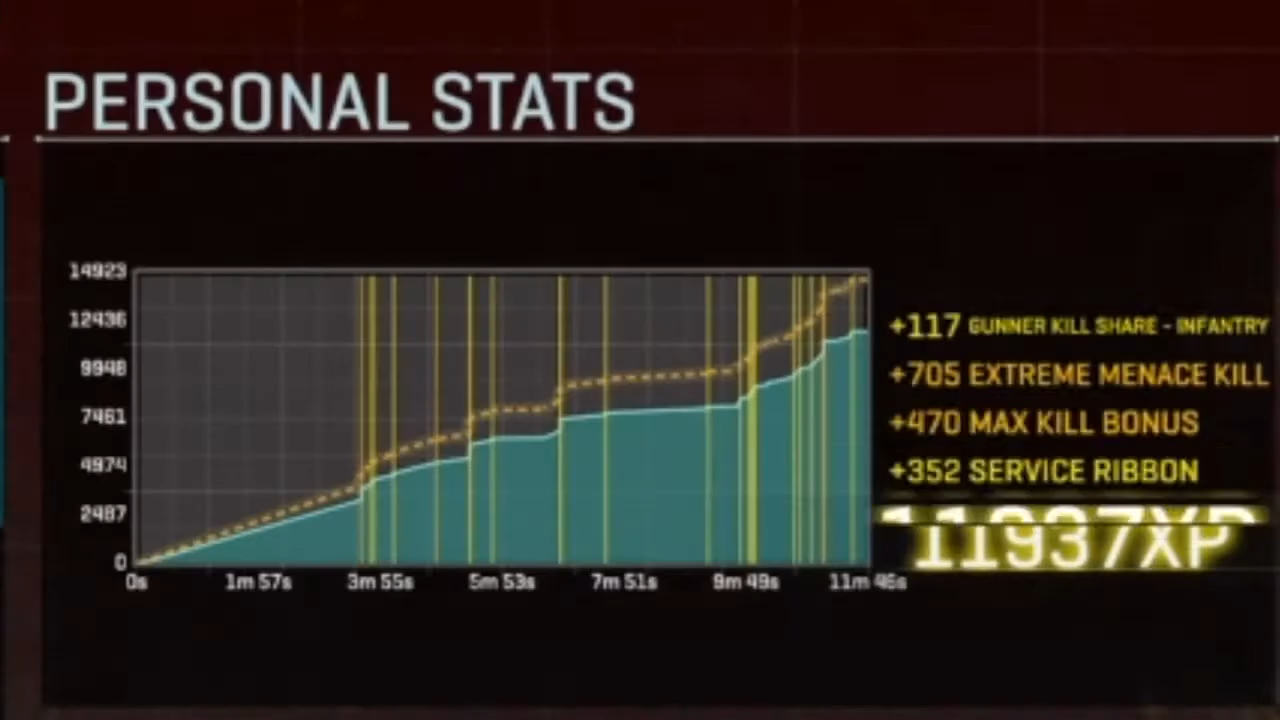 PERSONAL STATS
14923
12436
9948
7461
4974
2487
0
0s 1m 57s 3m 55s 5m 53s 7m 51s 9m 49s 11m 46s
+117 GUNNER KILL SHARE - INFANTRY
+705 EXTREME MENACE KILL
+470 MAX KILL BONUS
+352 SERVICE RIBBON
11937XP